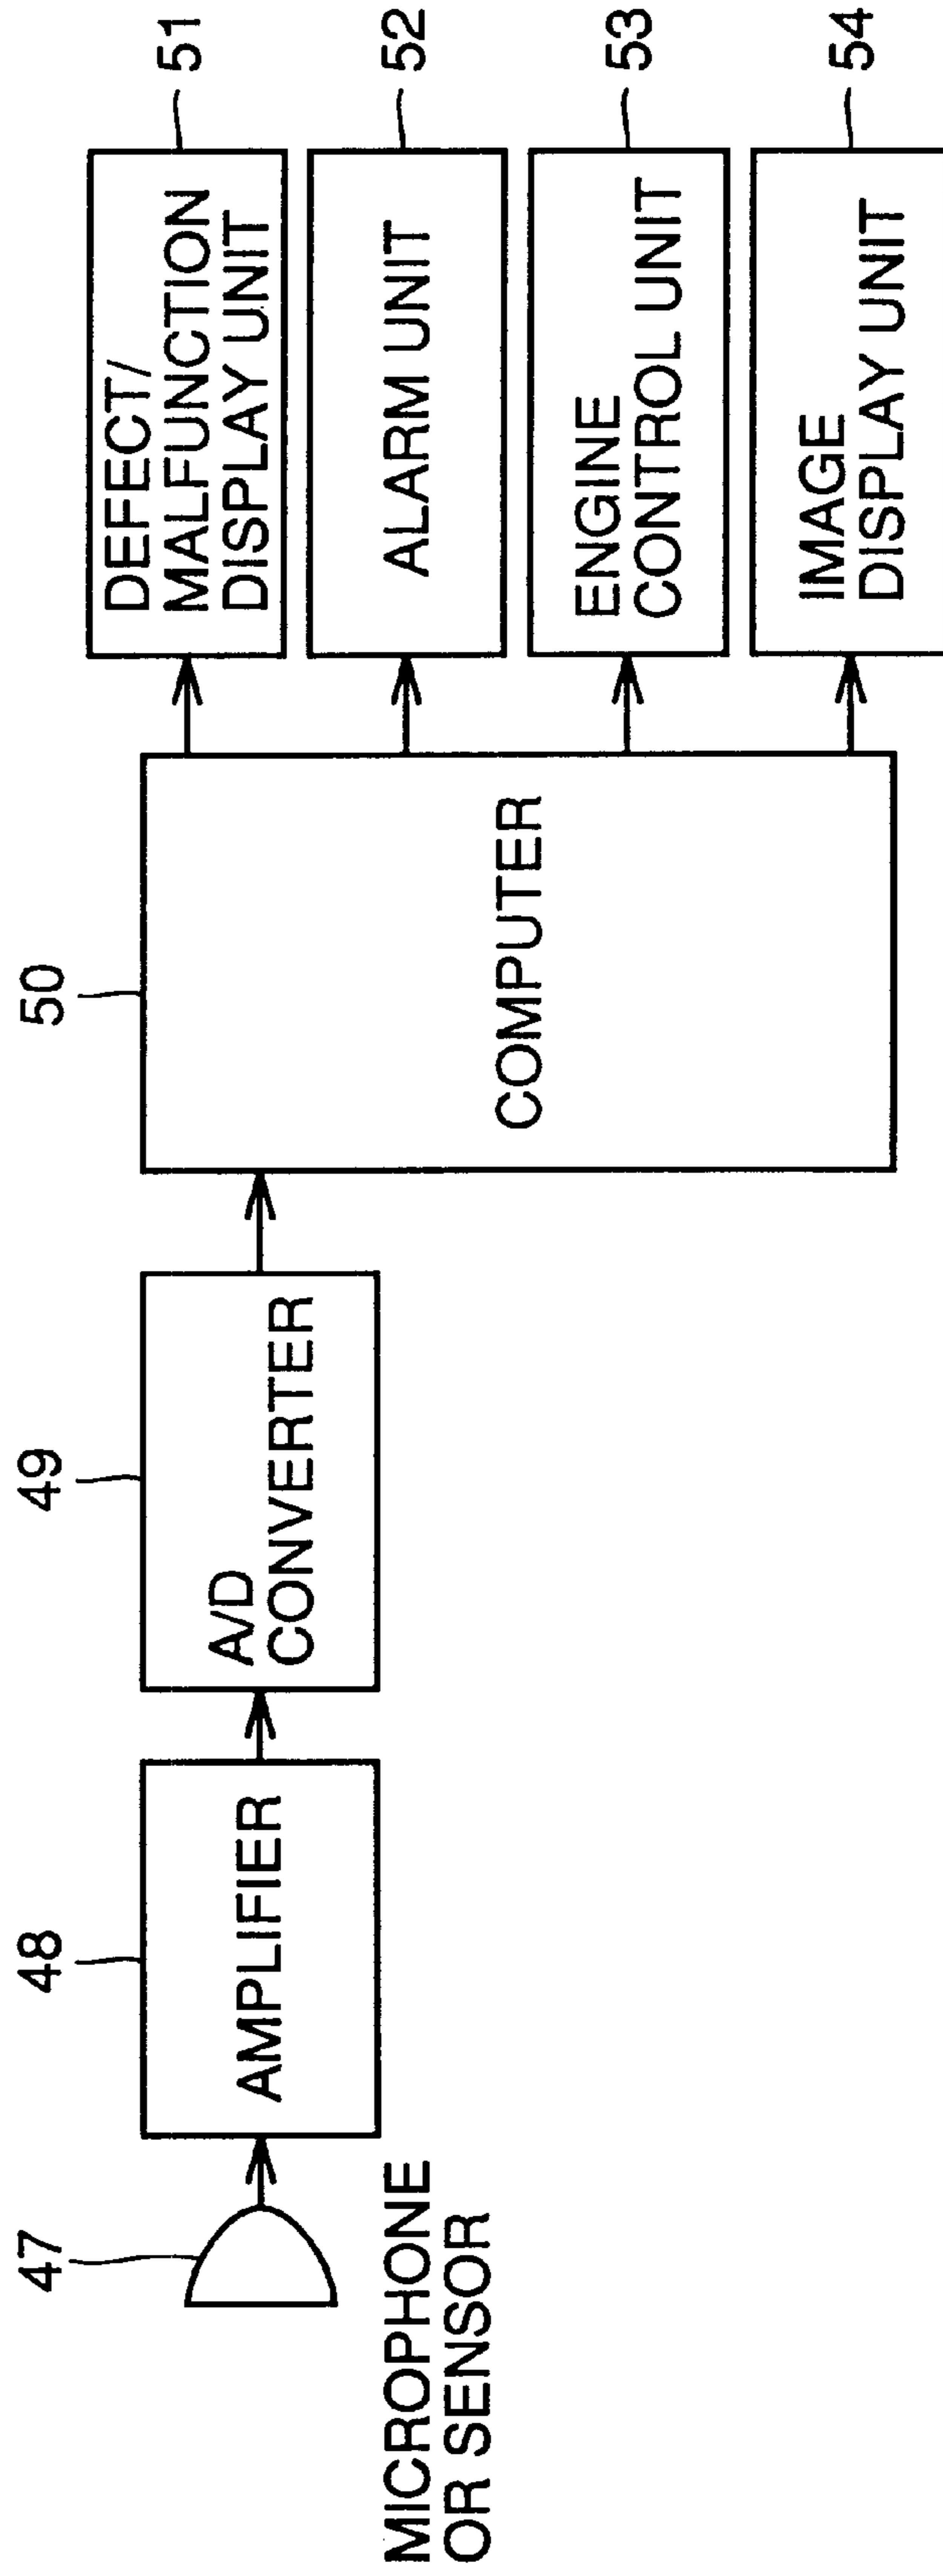 47
MICROPHONE
OR SENSOR
48
AMPLIFIER
49
A/D
CONVERTER
50
COMPUTER
DEFECT/
MALFUNCTION
DISPLAY UNIT
51
ALARM UNIT
52
ENGINE
CONTROL UNIT
53
IMAGE
DISPLAY UNIT
54